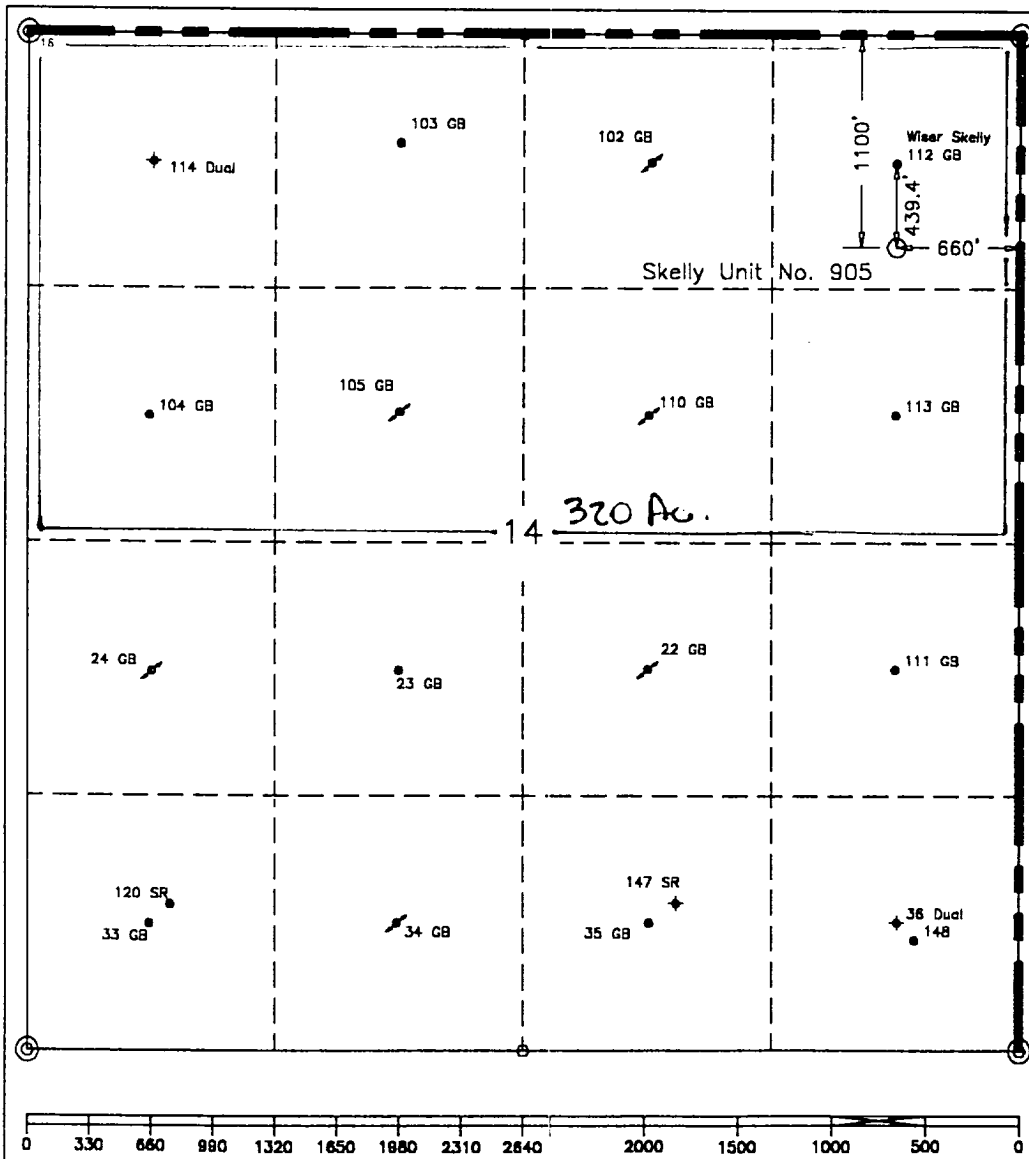 16
103 GB
102 GB
1100'
Wiser Skelly
114 Dual
112 GB
439.4'
660'
Skelly Unit No. 905
105 GB
104 GB
110 GB
113 GB
320 Ac.
14
24 GB
22 GB
23 GB
111 GB
120 SR
147 SR
33 GB
34 GB
35 GB
36 Dual
148
0 330 660 990 1320 1650 1980 2310 2640 2000 1500 1000 500 0